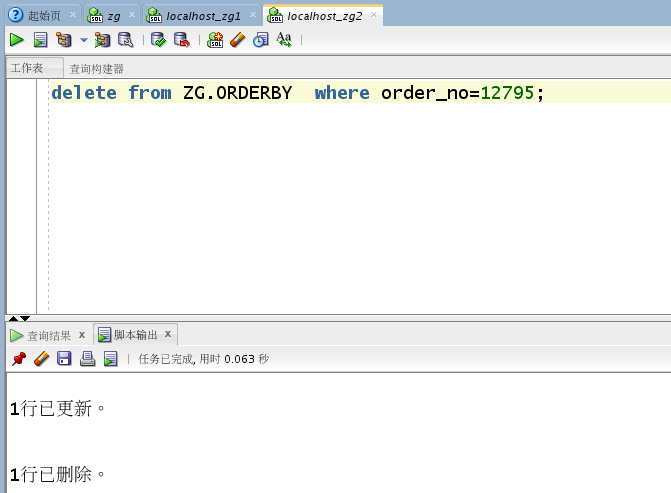 起始页 zg localhost_zg1 localhost_zg2
工作表 查询构建器
delete from ZG.ORDERBY  where order_no=12795;
查询结果 x 脚本输出 x
任务已完成, 用时 0.063 秒
1行已更新。
1行已删除。